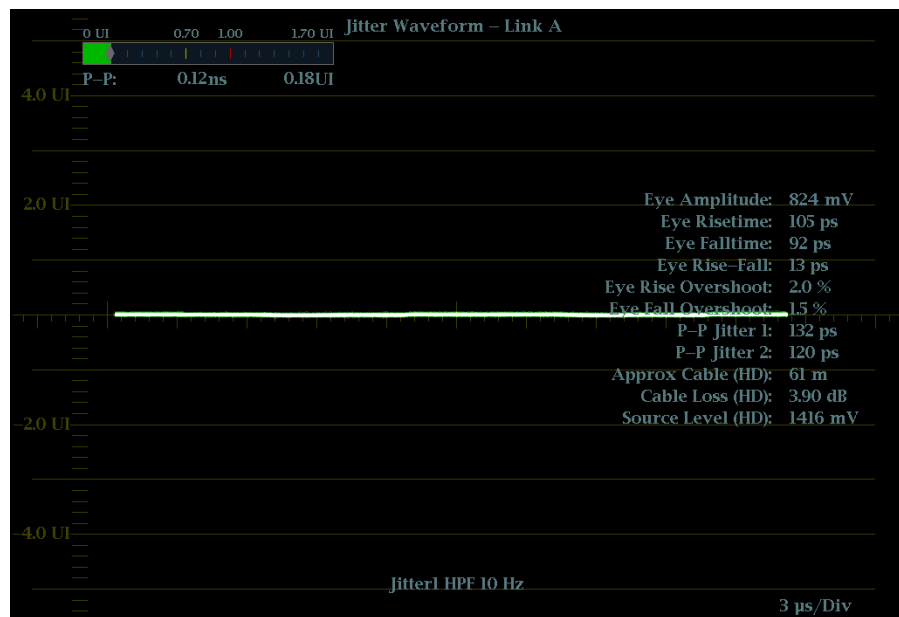 Jitter Waveform – Link A
0 UI 0.70 1.00 1.70 UI
P–P: 0.12ns 0.18UI
4.0 UI
2.0 UI
Eye Amplitude: 824 mV
Eye Risetime: 105 ps
Eye Falltime: 92 ps
Eye Rise–Fall: 13 ps
Eye Rise Overshoot: 2.0 %
Eye Fall Overshoot: 1.5 %
P–P Jitter 1: 132 ps
P–P Jitter 2: 120 ps
Approx Cable (HD): 61 m
Cable Loss (HD): 3.90 dB
Source Level (HD): 1416 mV
-2.0 UI
-4.0 UI
Jitter1 HPF 10 Hz
3 µs/Div